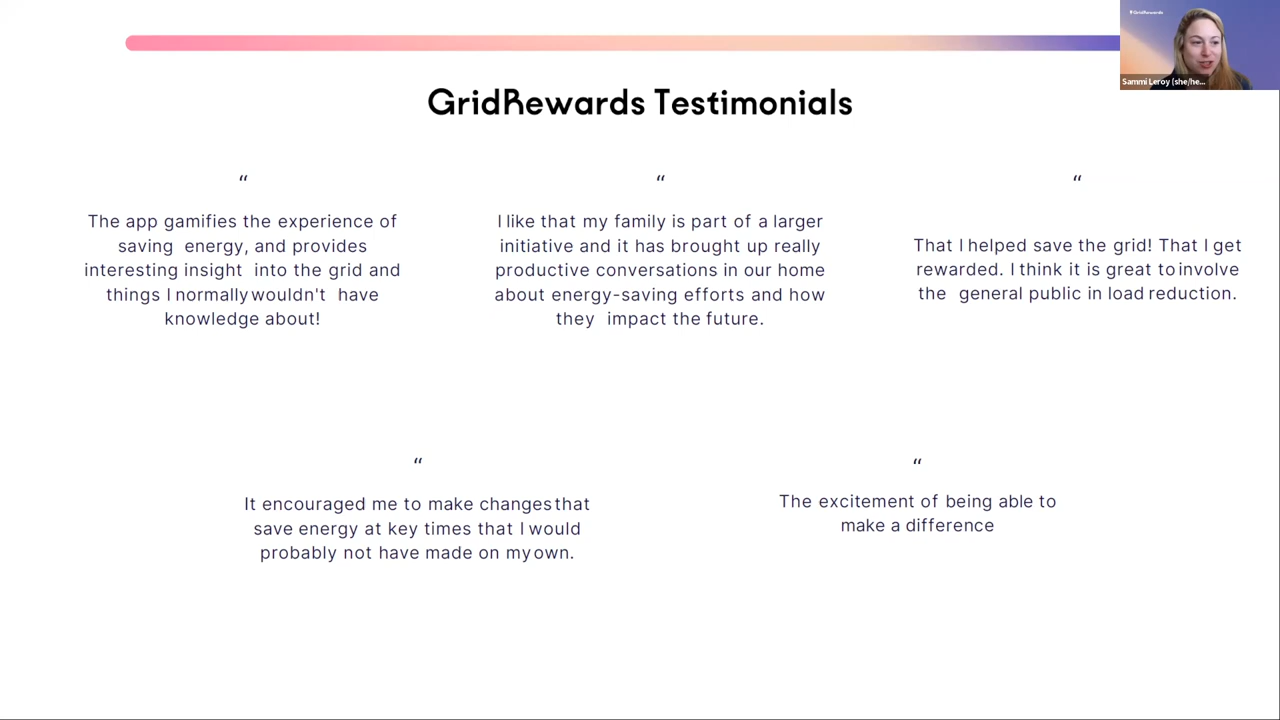 GridRewards
Sammi Leroy (she/he...
GridRewards Testimonials
“
The app gamifies the experience of
saving energy, and provides
interesting insight into the grid and
things I normally wouldn't have
knowledge about!
“
I like that my family is part of a larger
initiative and it has brought up really
productive conversations in our home
about energy-saving efforts and how
they impact the future.
“
That I helped save the grid! That I get
rewarded. I think it is great to involve
the general public in load reduction.
“
It encouraged me to make changes that
save energy at key times that I would
probably not have made on my own.
“
The excitement of being able to
make a difference